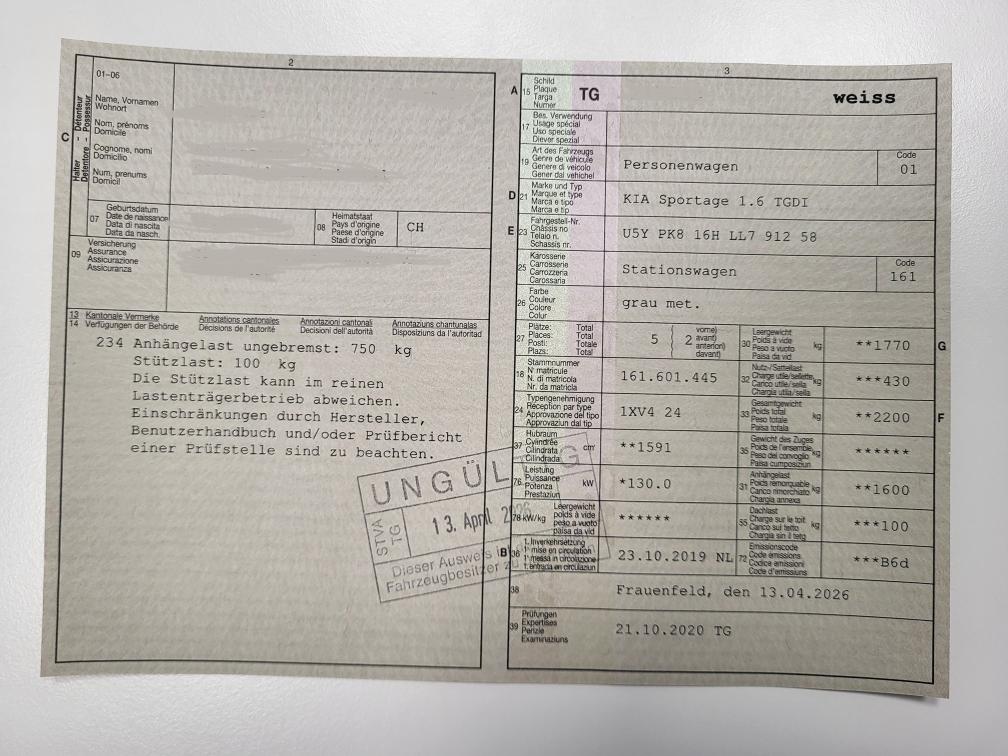 2
01-06
Name, Vornamen
Wohnort
Nom, prénoms
Domicile
Cognome, nomi
Domicilio
Num, prenums
Domicil
C
Halter - Détenteur
Detentore - Possessur
07
Geburtsdatum
Date de naissance
Data di nascita
Data da nasch.
08
Heimatstaat
Pays d'origine
Paese d'origine
Stadi d'origin
CH
09
Versicherung
Assurance
Assicurazione
Assicuranza
13 Kantonale Vermerke Annotations cantonales Annotazioni cantonali Annotaziuns chantunalas
14 Verfügungen der Behörde Décisions de l'autorité Decisioni dell'autorità Disposiziuns da l'autoritad
234 Anhängelast ungebremst: 750 kg
Stützlast: 100 kg
Die Stützlast kann im reinen
Lastenträgerbetrieb abweichen.
Einschränkungen durch Hersteller,
Benutzerhandbuch und/oder Prüfbericht
einer Prüfstelle sind zu beachten.
UNGÜLTIG
STVA
TG
13. April 2026
Dieser Ausweis
Fahrzeugbesitzer
3
A
15
Schild
Plaque
Targa
Numer
TG
weiss
17
Bes. Verwendung
Usage spécial
Uso speciale
Diever spezial
19
Art des Fahrzeugs
Genre de véhicule
Genere di veicolo
Gener dal vehichel
Personenwagen
Code
01
D
21
Marke und Typ
Marque et type
Marca e tipo
Marca e tip
KIA Sportage 1.6 TGDI
E
23
Fahrgestell-Nr.
Châssis no
Telaio n.
Schassis nr.
U5Y PK8 16H LL7 912 58
25
Karosserie
Carrosserie
Carrozzeria
Carossaria
Stationswagen
Code
161
26
Farbe
Couleur
Colore
Colur
grau met.
27
Plätze: Total
Places: Total
Posti: Totale
Plazs: Total
5
2
vorne)
avant)
anteriori)
davant)
30
Leergewicht
Poids à vide
Peso a vuoto
Paisa da vid
kg
**1770
G
18
Stammnummer
N° matricule
N. di matricola
Nr. da matricla
161.601.445
32
Nutz-/Sattellast
Charge utile/sellette
Carico utile/sella
Chargia utila/sella
kg
***430
24
Typengenehmigung
Réception par type
Approvazione del tipo
Approvaziun dal tip
1XV4 24
33
Gesamtgewicht
Poids total
Peso totale
Paisa totala
kg
**2200
F
37
Hubraum
Cylindrée
Cilindrata
Cilindrada
cm³
**1591
35
Gewicht des Zuges
Poids de l'ensemble
Peso del convoglio
Paisa cumposiziun
kg
******
76
Leistung
Puissance
Potenza
Prestaziun
kW
*130.0
31
Anhängelast
Poids remorquable
Carico rimorchiato
Chargia annexa
kg
**1600
78 kW/kg
Leergewicht
poids à vide
peso a vuoto
paisa da vid
******
55
Dachlast
Charge sur le toit
Carico sul tetto
Chargia sin il tetg
kg
***100
B
36
1. Inverkehrsetzung
1re mise en circulation
1a messa in circolazione
1. entrada en circulaziun
23.10.2019 NL
72
Emissionscode
Code émissions
Codice emissioni
Code d'emissiuns
***B6d
38
Frauenfeld, den 13.04.2026
39
Prüfungen
Expertises
Perizie
Examinaziuns
21.10.2020 TG